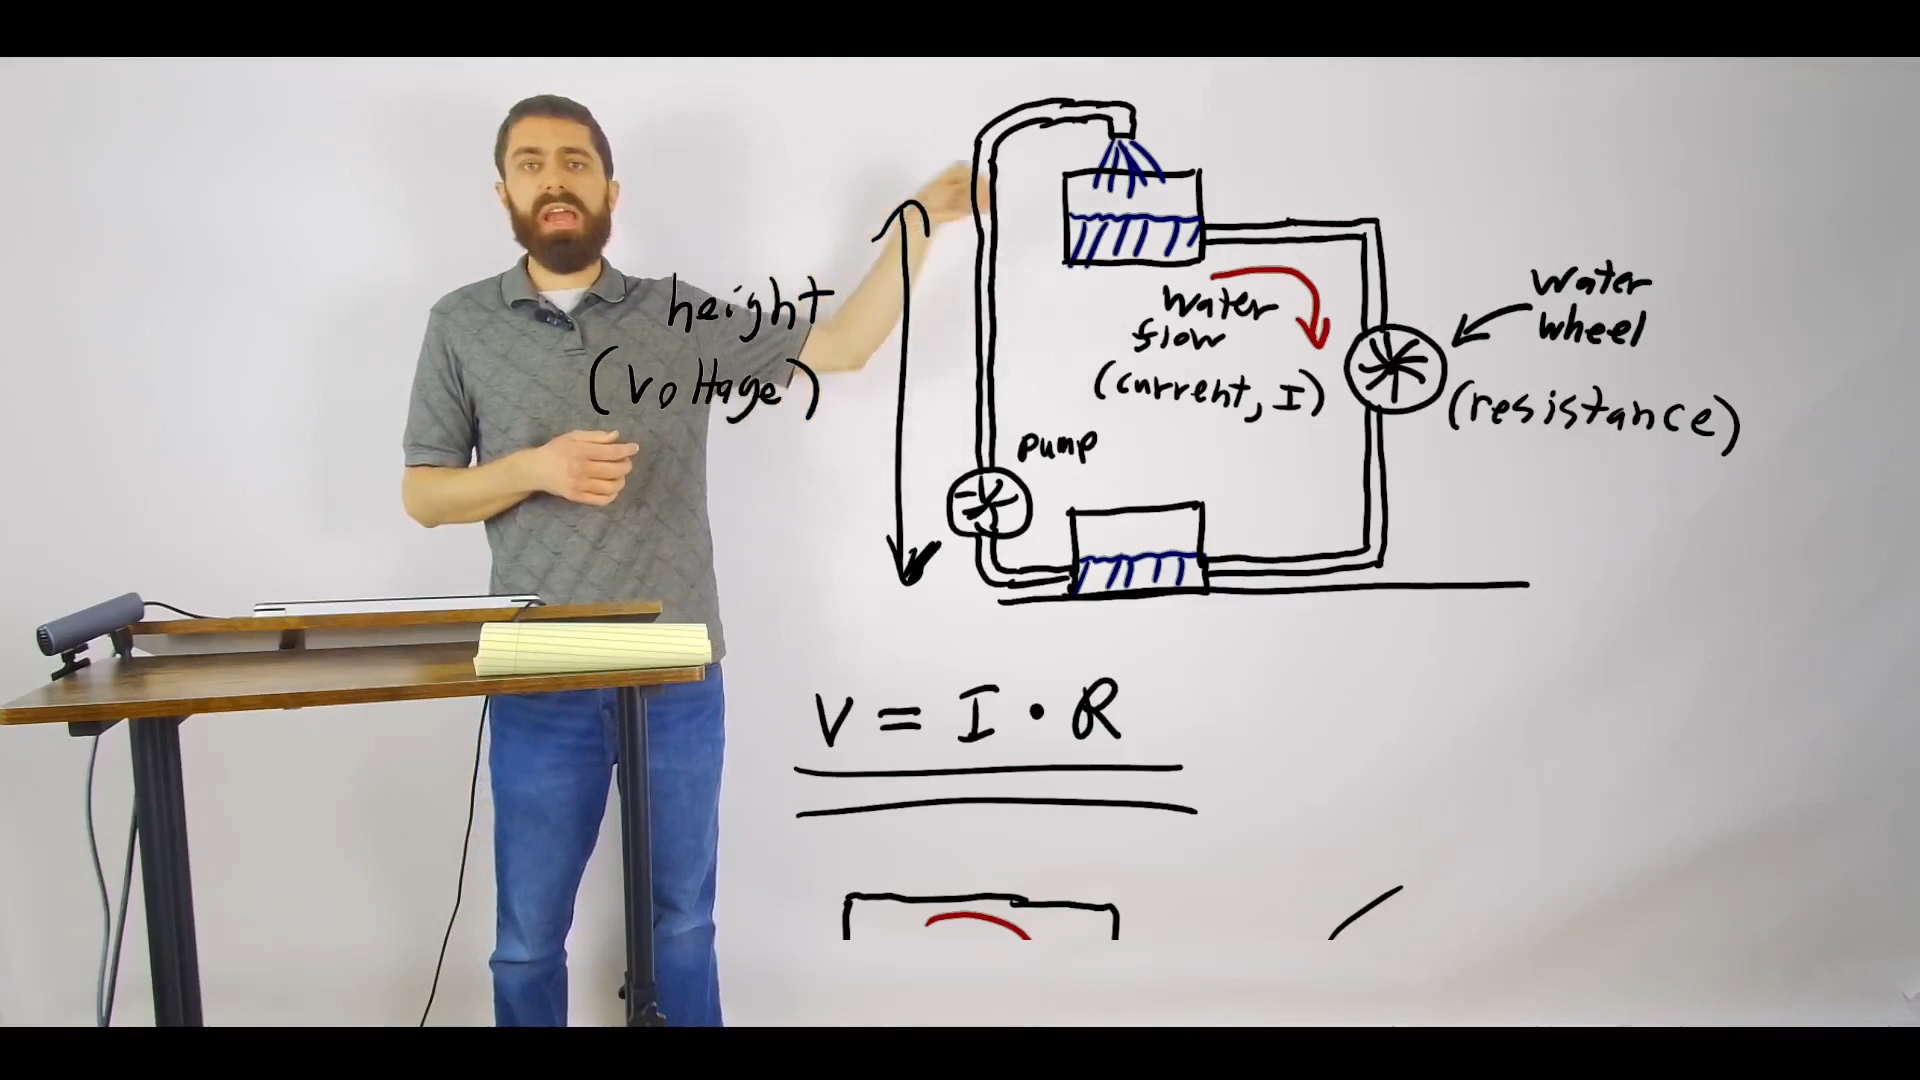 height
(voltage)
water
flow
(current, I)
water
wheel
(resistance)
pump
V = I · R